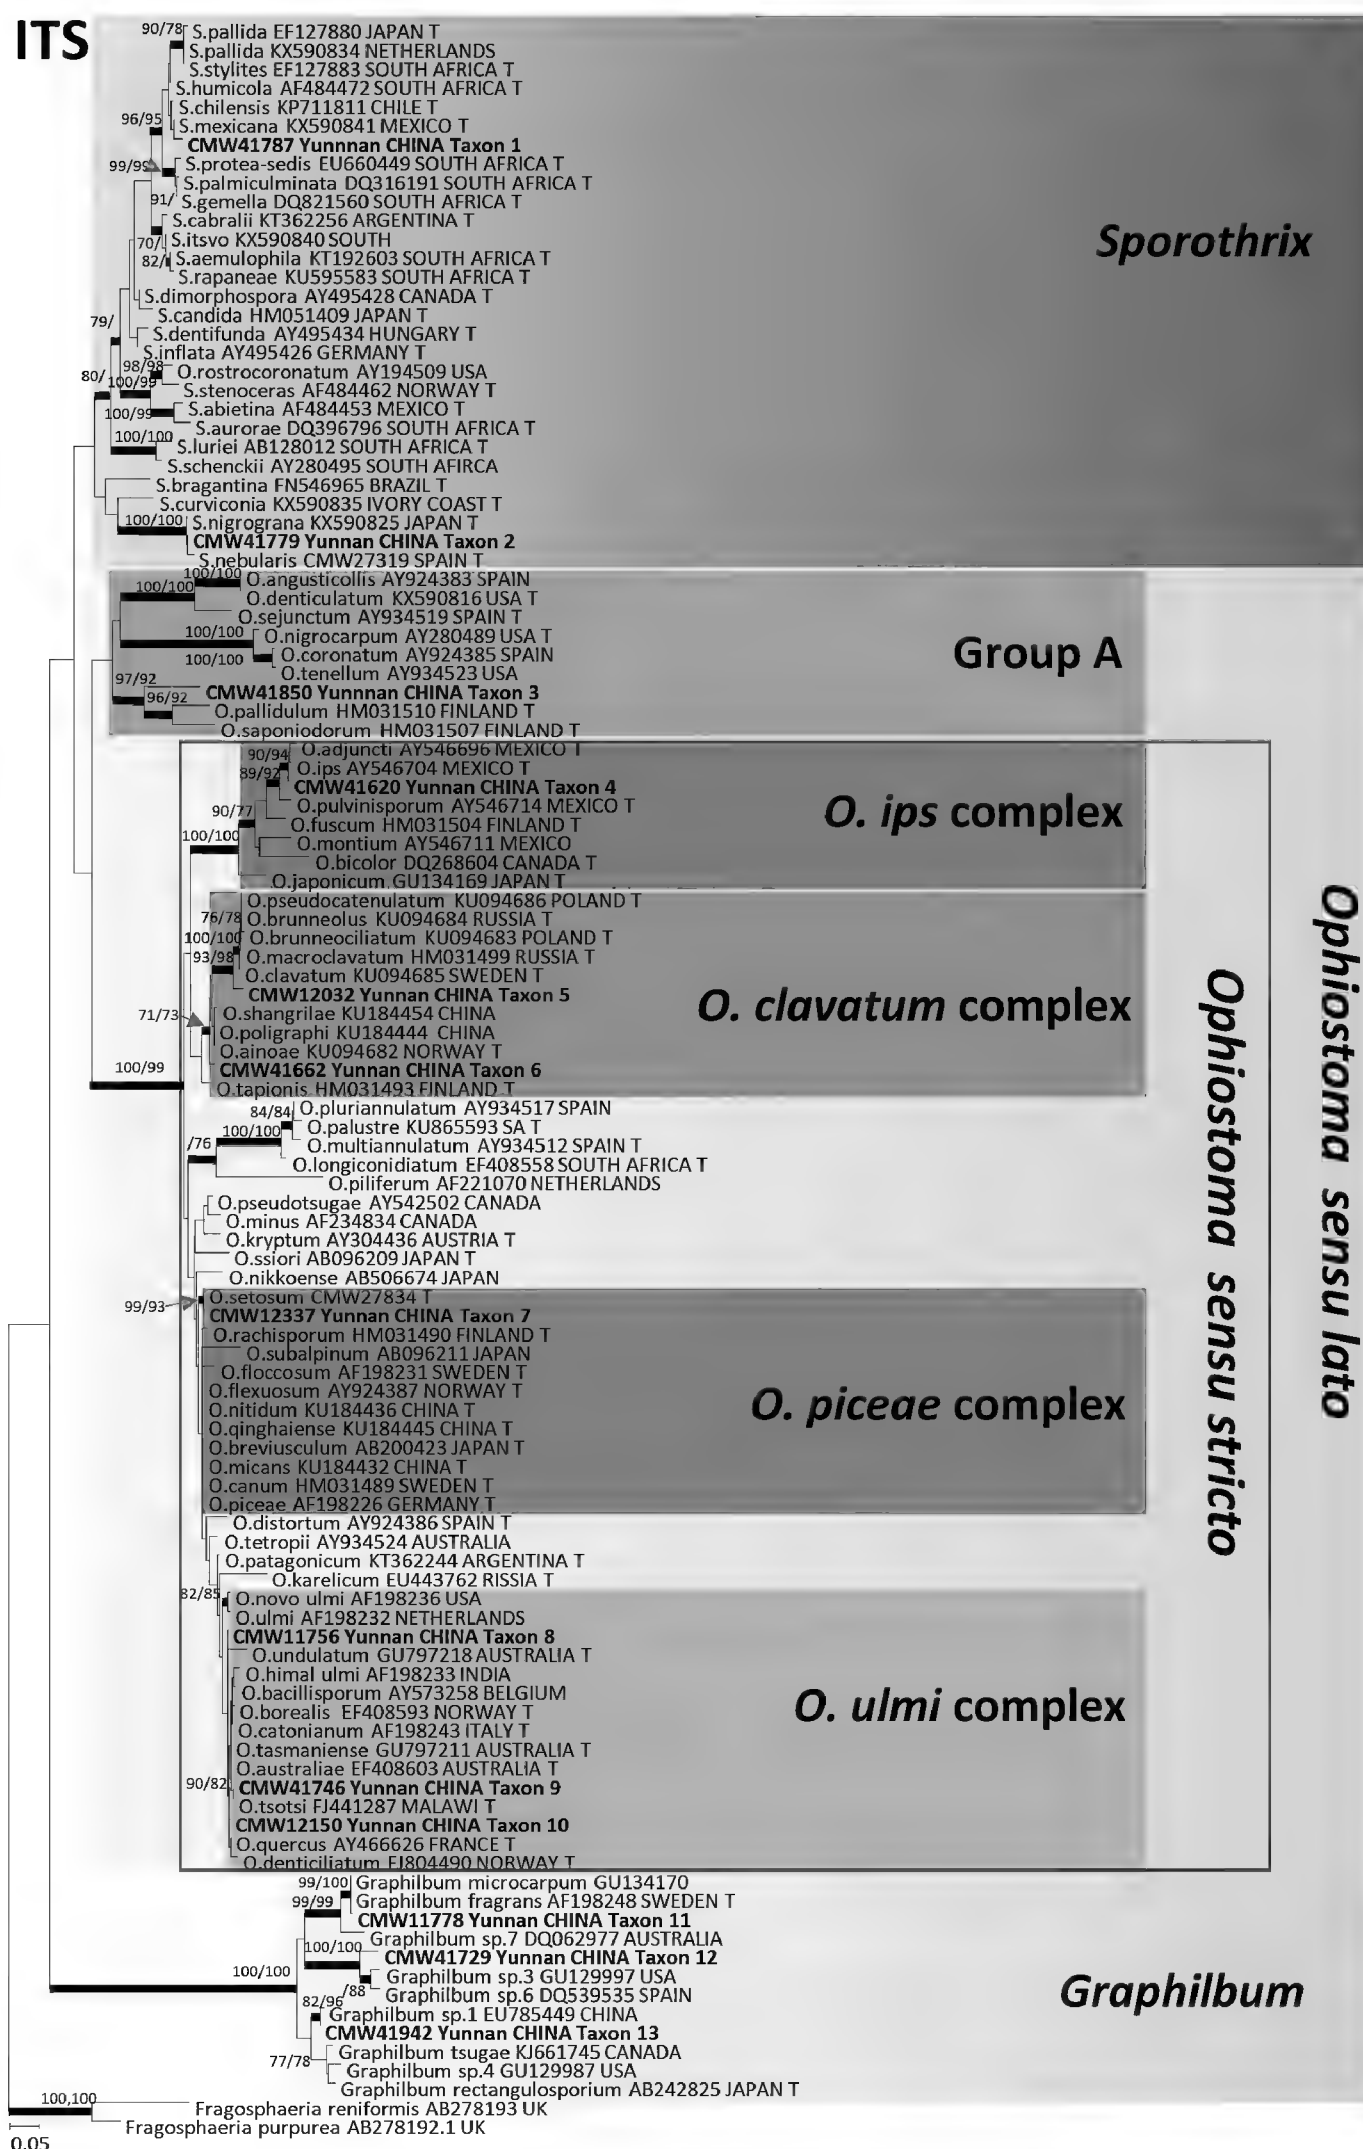 ITS
90/78
S.pallida EF127880 JAPAN T
S.pallida KX590834 NETHERLANDS
S.stylites EF127883 SOUTH AFRICA T
S.humicola AF484472 SOUTH AFRICA T
S.chilensis KP711811 CHILE T
96/95
S.mexicana KX590841 MEXICO T
CMW41787 Yunnnan CHINA Taxon 1
99/99
S.protea-sedis EU660449 SOUTH AFRICA T
S.palmiculminata DQ316191 SOUTH AFRICA T
91/
S.gemella DQ821560 SOUTH AFRICA T
S.cabralii KT362256 ARGENTINA T
70/
S.itsvo KX590840 SOUTH
Sporothrix
82/
S.aemulophila KT192603 SOUTH AFRICA T
S.rapaneae KU595583 SOUTH AFRICA T
S.dimorphospora AY495428 CANADA T
S.candida HM051409 JAPAN T
79/
S.dentifunda AY495434 HUNGARY T
S.inflata AY495426 GERMANY T
98/98
O.rostrocoronatum AY194509 USA
80/
100/99
S.stenoceras AF484462 NORWAY T
S.abietina AF484453 MEXICO T
100/99
S.aurorae DQ396796 SOUTH AFRICA T
100/100
S.luriei AB128012 SOUTH AFRICA T
S.schenckii AY280495 SOUTH AFIRCA
S.bragantina FN546965 BRAZIL T
S.curviconia KX590835 IVORY COAST T
100/100
S.nigrograna KX590825 JAPAN T
CMW41779 Yunnan CHINA Taxon 2
S.nebularis CMW27319 SPAIN T
100/100
O.angusticollis AY924383 SPAIN
100/100
O.denticulatum KX590816 USA T
O.sejunctum AY934519 SPAIN T
100/100
O.nigrocarpum AY280489 USA T
Group A
100/100
O.coronatum AY924385 SPAIN
O.tenellum AY934523 USA
97/92
CMW41850 Yunnnan CHINA Taxon 3
96/92
O.pallidulum HM031510 FINLAND T
O.saponiodorum HM031507 FINLAND T
O.adjuncti AY546696 MEXICO T
90/94
O.ips AY546704 MEXICO T
89/92
CMW41620 Yunnan CHINA Taxon 4
O.pulvinisporum AY546714 MEXICO T
90/77
O. ips complex
O.fuscum HM031504 FINLAND T
100/100
O.montium AY546711 MEXICO
O.bicolor DQ268604 CANADA T
O.japonicum GU134169 JAPAN T
O.pseudocatenulatum KU094686 POLAND T
76/78
O.brunneolus KU094684 RUSSIA T
100/100
O.brunneociliatum KU094683 POLAND T
93/98
O.macroclavatum HM031499 RUSSIA T
O.clavatum KU094685 SWEDEN T
CMW12032 Yunnan CHINA Taxon 5
O. clavatum complex
71/73
O.shangrilae KU184454 CHINA
O.poligraphi KU184444 CHINA
O.ainoae KU094682 NORWAY T
100/99
CMW41662 Yunnan CHINA Taxon 6
O.tapionis HM031493 FINLAND T
84/84
O.pluriannulatum AY934517 SPAIN
100/100
O.palustre KU865593 SA T
/76
O.multiannulatum AY934512 SPAIN T
O.longiconidiatum EF408558 SOUTH AFRICA T
O.piliferum AF221070 NETHERLANDS
O.pseudotsugae AY542502 CANADA
O.minus AF234834 CANADA
O.kryptum AY304436 AUSTRIA T
O.ssiori AB096209 JAPAN T
O.nikkoense AB506674 JAPAN
99/93
O.setosum CMW27834 T
CMW12337 Yunnan CHINA Taxon 7
O.rachisporum HM031490 FINLAND T
O.subalpinum AB096211 JAPAN
O.floccosum AF198231 SWEDEN T
O.flexuosum AY924387 NORWAY T
O. piceae complex
O.nitidum KU184436 CHINA T
O.qinghaiense KU184445 CHINA T
O.breviusculum AB200423 JAPAN T
O.micans KU184432 CHINA T
O.canum HM031489 SWEDEN T
O.piceae AF198226 GERMANY T
O.distortum AY924386 SPAIN T
O.tetropii AY934524 AUSTRALIA
O.patagonicum KT362244 ARGENTINA T
O.karelicum EU443762 RISSIA T
82/85
O.novo ulmi AF198236 USA
O.ulmi AF198232 NETHERLANDS
CMW11756 Yunnan CHINA Taxon 8
O.undulatum GU797218 AUSTRALIA T
O.himal ulmi AF198233 INDIA
O.bacillisporum AY573258 BELGIUM
O. ulmi complex
O.borealis EF408593 NORWAY T
O.catonianum AF198243 ITALY T
O.tasmaniense GU797211 AUSTRALIA T
O.australiae EF408603 AUSTRALIA T
90/82
CMW41746 Yunnan CHINA Taxon 9
O.tsotsi FJ441287 MALAWI T
CMW12150 Yunnan CHINA Taxon 10
O.quercus AY466626 FRANCE T
O.denticiliatum FJ804490 NORWAY T
Ophiostoma sensu stricto
Ophiostoma sensu lato
99/100
Graphilbum microcarpum GU134170
99/99
Graphilbum fragrans AF198248 SWEDEN T
CMW11778 Yunnan CHINA Taxon 11
Graphilbum sp.7 DQ062977 AUSTRALIA
100/100
CMW41729 Yunnan CHINA Taxon 12
100/100
Graphilbum sp.3 GU129997 USA
/88
Graphilbum sp.6 DQ539535 SPAIN
Graphilbum
82/96
Graphilbum sp.1 EU785449 CHINA
CMW41942 Yunnan CHINA Taxon 13
77/78
Graphilbum tsugae KJ661745 CANADA
Graphilbum sp.4 GU129987 USA
Graphilbum rectangulosporium AB242825 JAPAN T
100,100
Fragosphaeria reniformis AB278193 UK
Fragosphaeria purpurea AB278192.1 UK
0.05